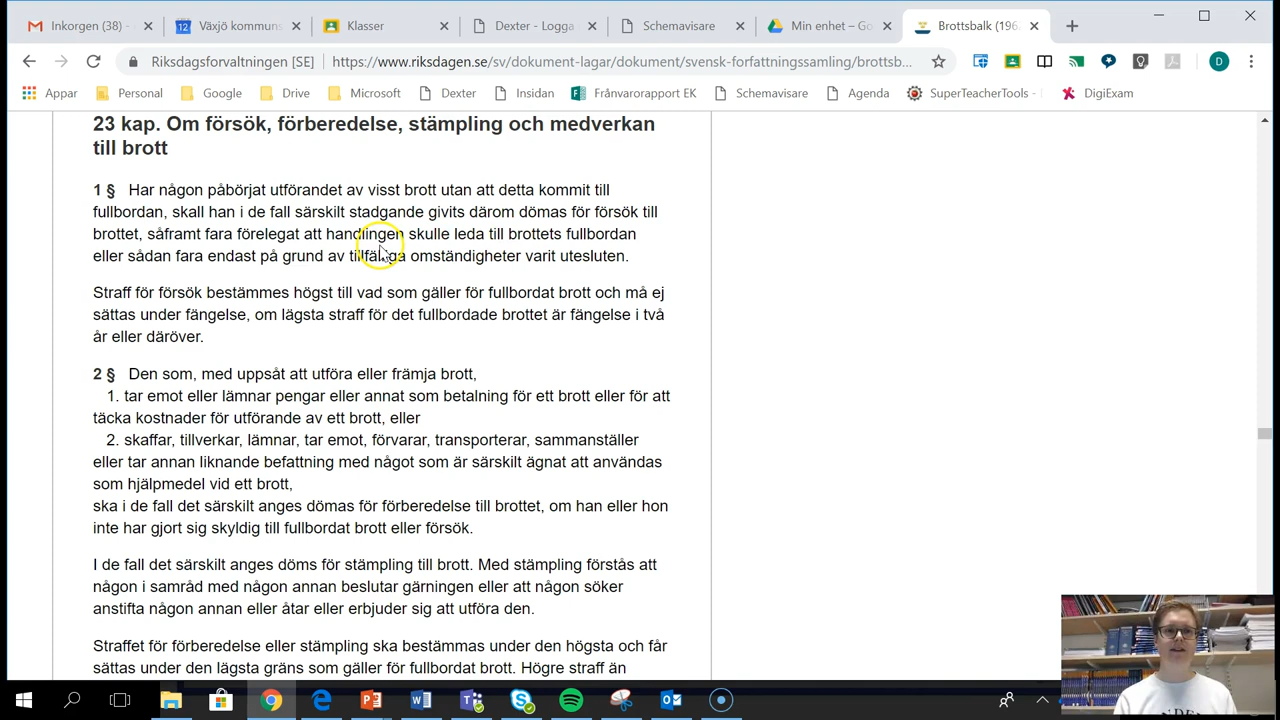 Inkorgen (38) -
Växjö kommuns
Klasser
Dexter - Logga
Schemavisare
Min enhet – Go
Brottsbalk (196
Riksdagsforvaltningen [SE]
https://www.riksdagen.se/sv/dokument-lagar/dokument/svensk-forfattningssamling/brottsb...
D
Appar
Personal
Google
Drive
Microsoft
Dexter
Insidan
Frånvarorapport EK
Schemavisare
Agenda
SuperTeacherTools -
DigiExam
23 kap. Om försök, förberedelse, stämpling och medverkan
till brott
1 § Har någon påbörjat utförandet av visst brott utan att detta kommit till
fullbordan, skall han i de fall särskilt stadgande givits därom dömas för försök till
brottet, såframt fara förelegat att handlingen skulle leda till brottets fullbordan
eller sådan fara endast på grund av tillfälliga omständigheter varit utesluten.
Straff för försök bestämmes högst till vad som gäller för fullbordat brott och må ej
sättas under fängelse, om lägsta straff för det fullbordade brottet är fängelse i två
år eller däröver.
2 § Den som, med uppsåt att utföra eller främja brott,
1. tar emot eller lämnar pengar eller annat som betalning för ett brott eller för att
täcka kostnader för utförande av ett brott, eller
2. skaffar, tillverkar, lämnar, tar emot, förvarar, transporterar, sammanställer
eller tar annan liknande befattning med något som är särskilt ägnat att användas
som hjälpmedel vid ett brott,
ska i de fall det särskilt anges dömas för förberedelse till brottet, om han eller hon
inte har gjort sig skyldig till fullbordat brott eller försök.
I de fall det särskilt anges döms för stämpling till brott. Med stämpling förstås att
någon i samråd med någon annan beslutar gärningen eller att någon söker
anstifta någon annan eller åtar eller erbjuder sig att utföra den.
Straffet för förberedelse eller stämpling ska bestämmas under den högsta och får
sättas under den lägsta gräns som gäller för fullbordat brott. Högre straff än